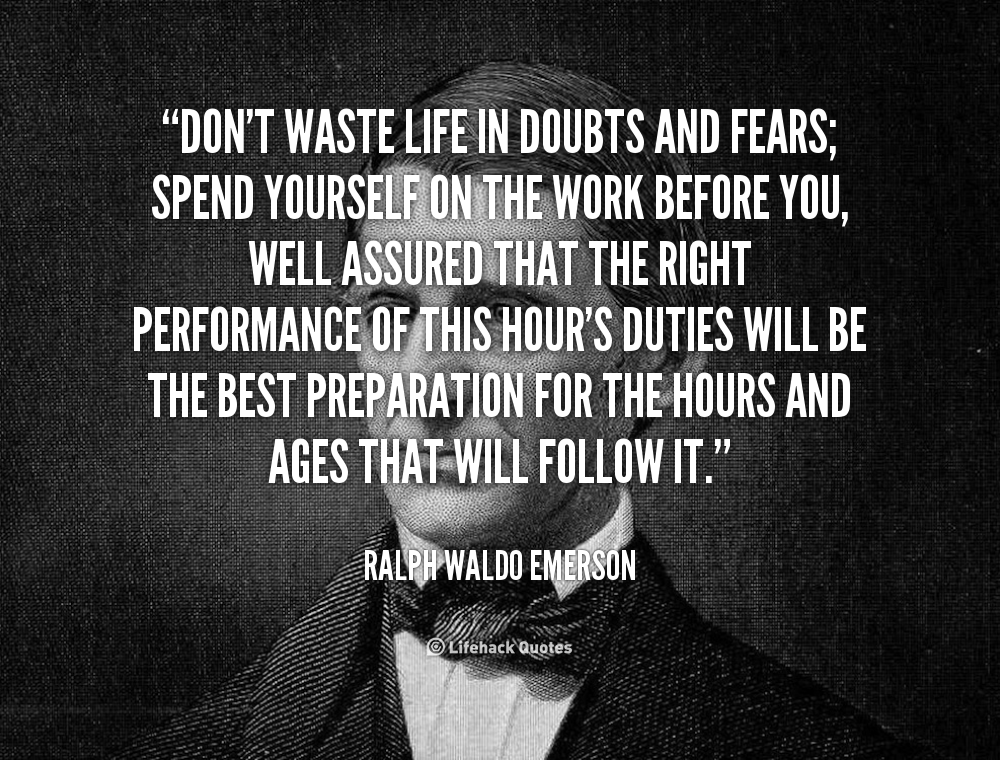 “DON’T WASTE LIFE IN DOUBTS AND FEARS;
SPEND YOURSELF ON THE WORK BEFORE YOU,
WELL ASSURED THAT THE RIGHT
PERFORMANCE OF THIS HOUR’S DUTIES WILL BE
THE BEST PREPARATION FOR THE HOURS AND
AGES THAT WILL FOLLOW IT.”
RALPH WALDO EMERSON
Lifehack Quotes